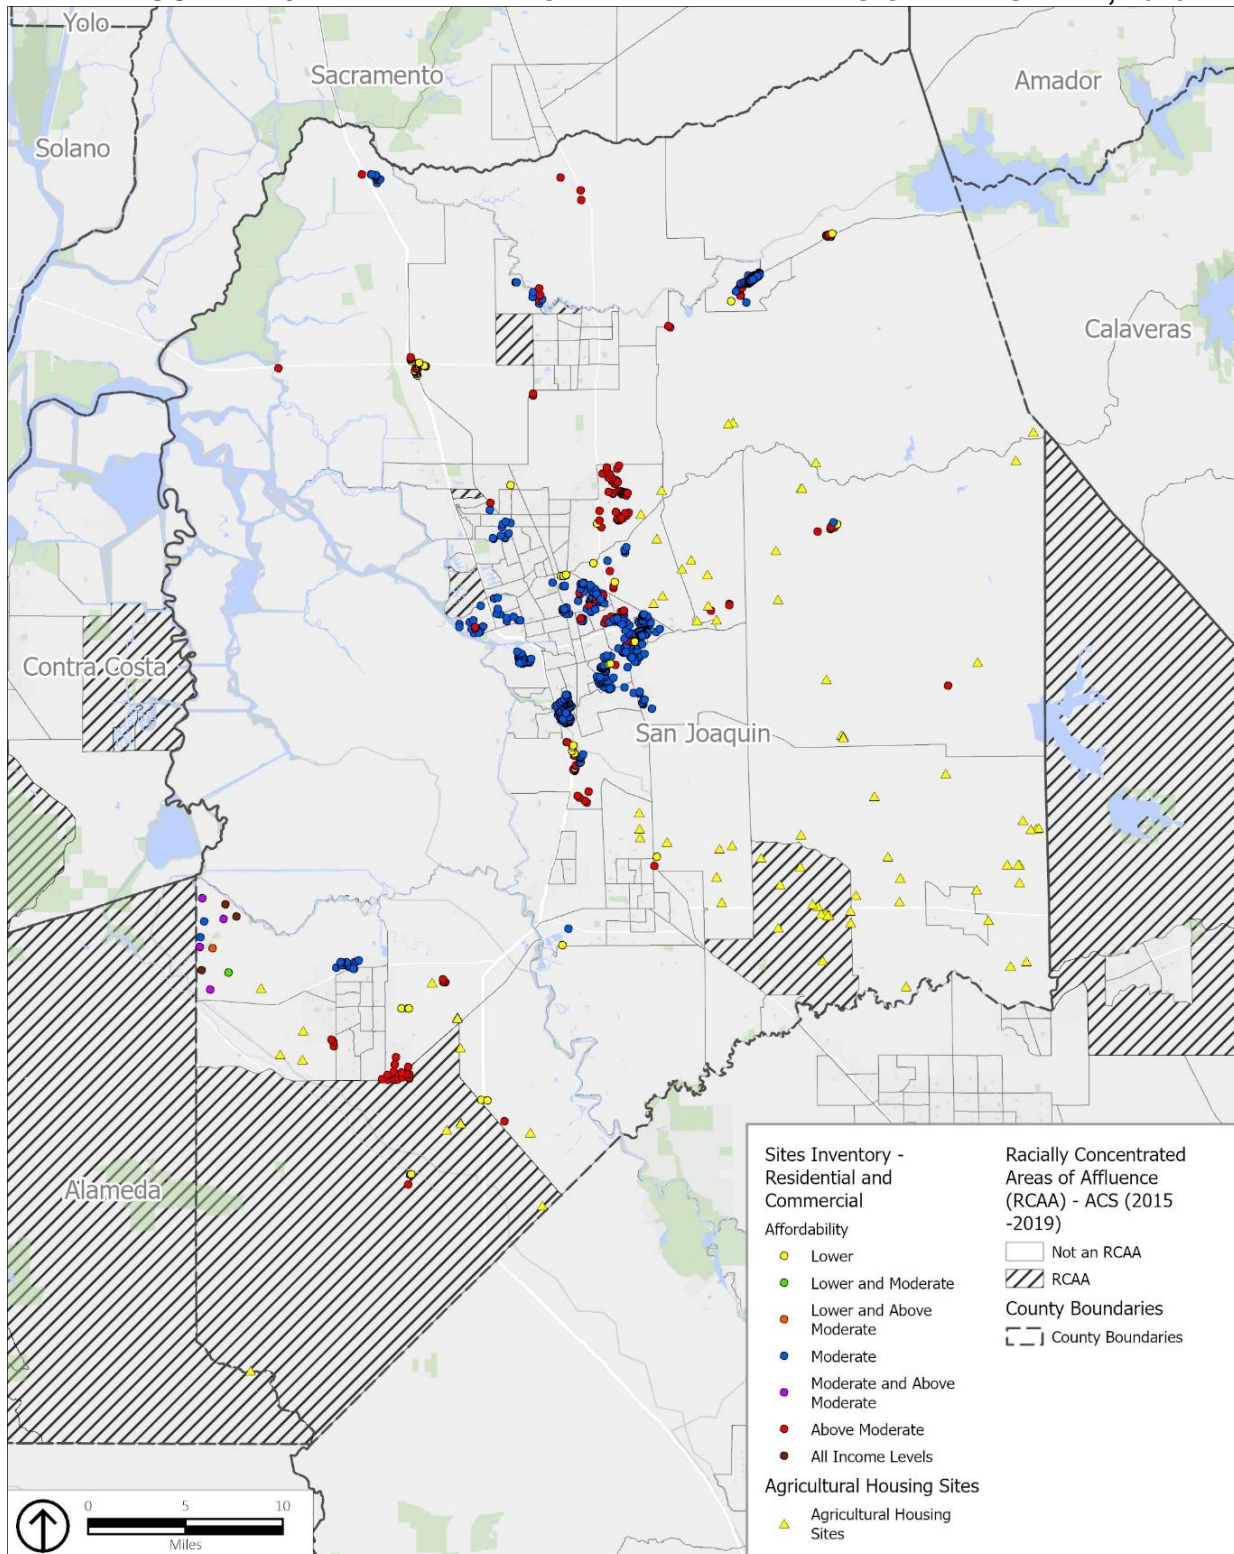 Yolo
Sacramento
Amador
Solano
Calaveras
Contra Costa
San Joaquin
Alameda
Sites Inventory -
Residential and
Commercial
Affordability
Lower
Lower and Moderate
Lower and Above
Moderate
Moderate
Moderate and Above
Moderate
Above Moderate
All Income Levels
Agricultural Housing Sites
Agricultural Housing
Sites
Racially Concentrated
Areas of Affluence
(RCAA) - ACS (2015
-2019)
Not an RCAA
RCAA
County Boundaries
County Boundaries
0 5 10
Miles